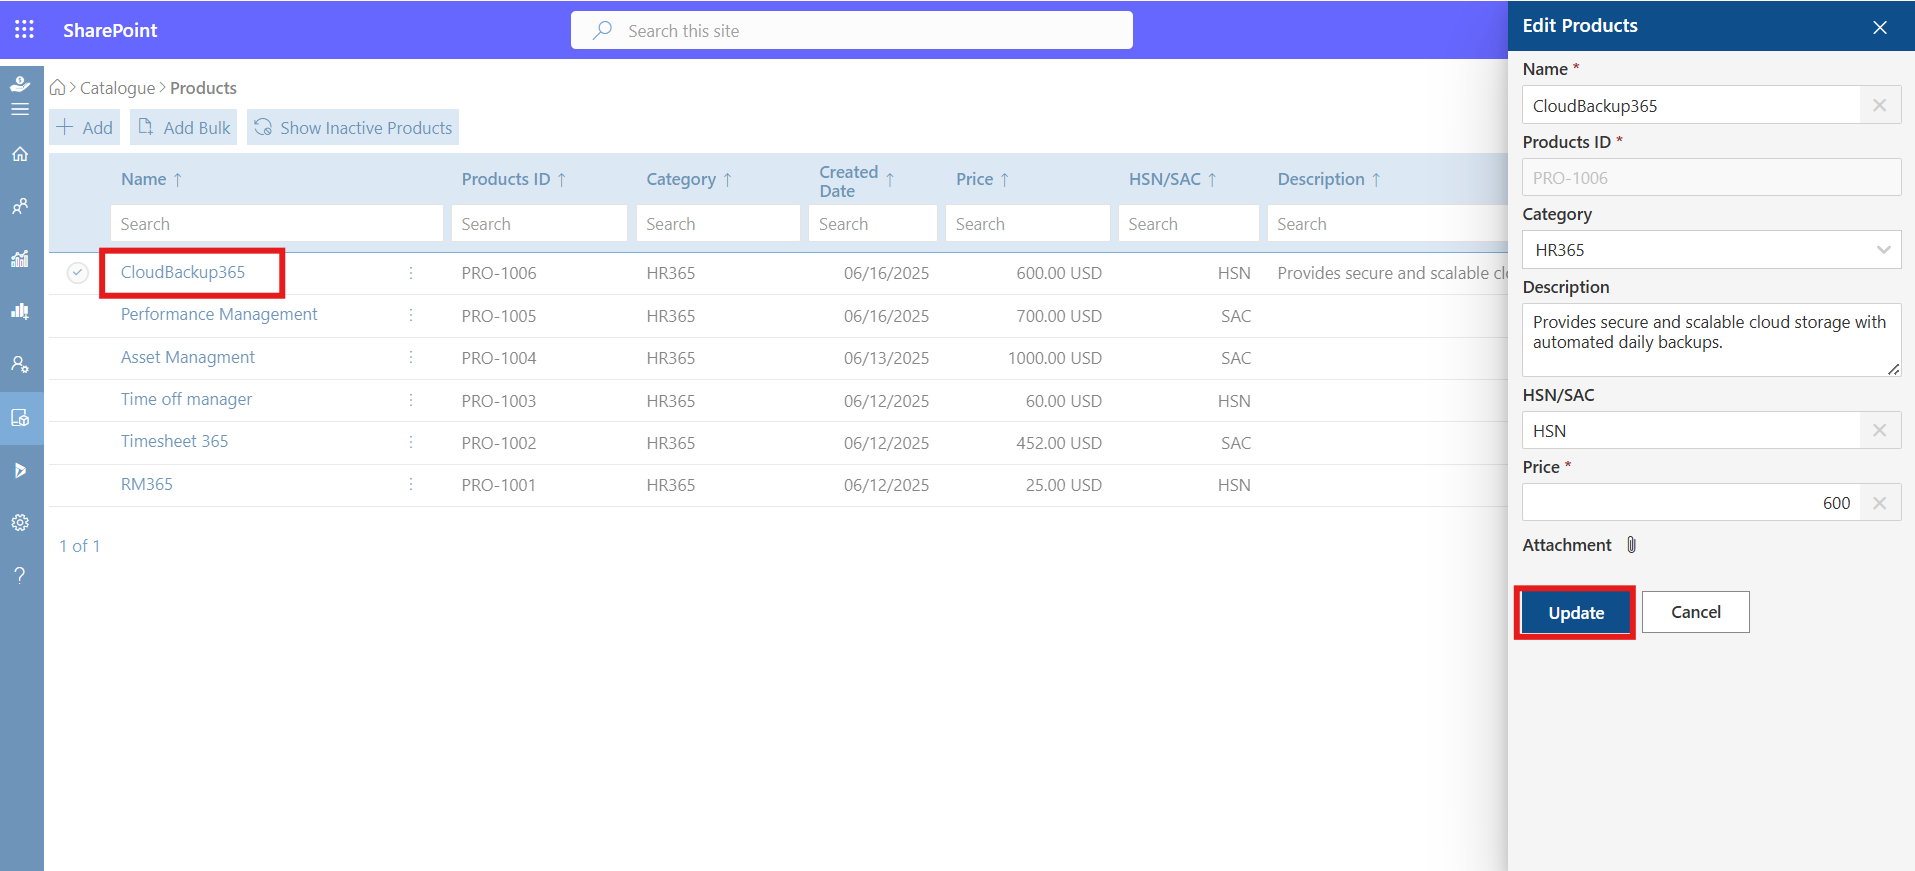 SharePoint
Search this site
Catalogue > Products
Add
Add Bulk
Show Inactive Products
Name ↑ Products ID ↑ Category ↑ Created Date ↑ Price ↑ HSN/SAC ↑ Description ↑
Search Search Search Search Search Search Search
CloudBackup365 PRO-1006 HR365 06/16/2025 600.00 USD HSN Provides secure and scalable clo
Performance Management PRO-1005 HR365 06/16/2025 700.00 USD SAC
Asset Managment PRO-1004 HR365 06/13/2025 1000.00 USD SAC
Time off manager PRO-1003 HR365 06/12/2025 60.00 USD HSN
Timesheet 365 PRO-1002 HR365 06/12/2025 452.00 USD SAC
RM365 PRO-1001 HR365 06/12/2025 25.00 USD HSN
1 of 1
Edit Products
Name *
CloudBackup365
Products ID *
PRO-1006
Category
HR365
Description
Provides secure and scalable cloud storage with
automated daily backups.
HSN/SAC
HSN
Price *
600
Attachment
Update
Cancel